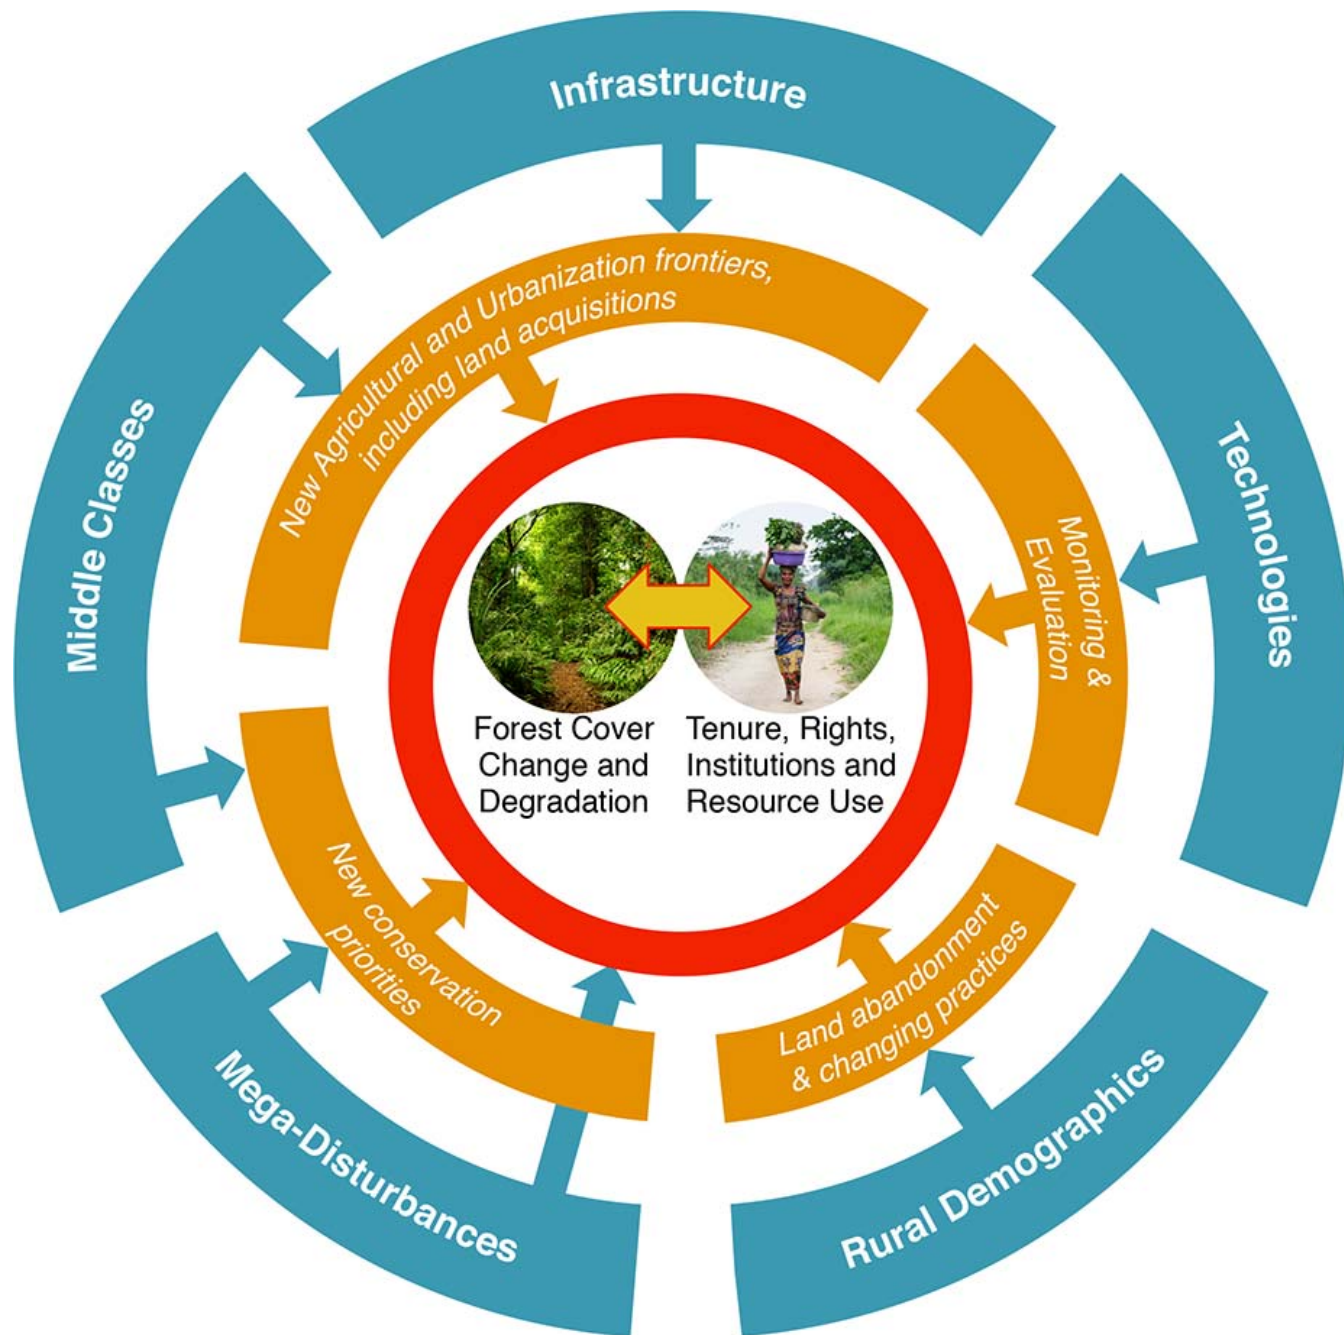 Infrastructure
Technologies
Rural Demographics
Mega-Disturbances
Middle Classes
New Agricultural and Urbanization frontiers,
including land acquisitions
Monitoring &
Evaluation
Land abandonment
& changing practices
New conservation
priorities
Forest Cover
Change and
Degradation
Tenure, Rights,
Institutions and
Resource Use